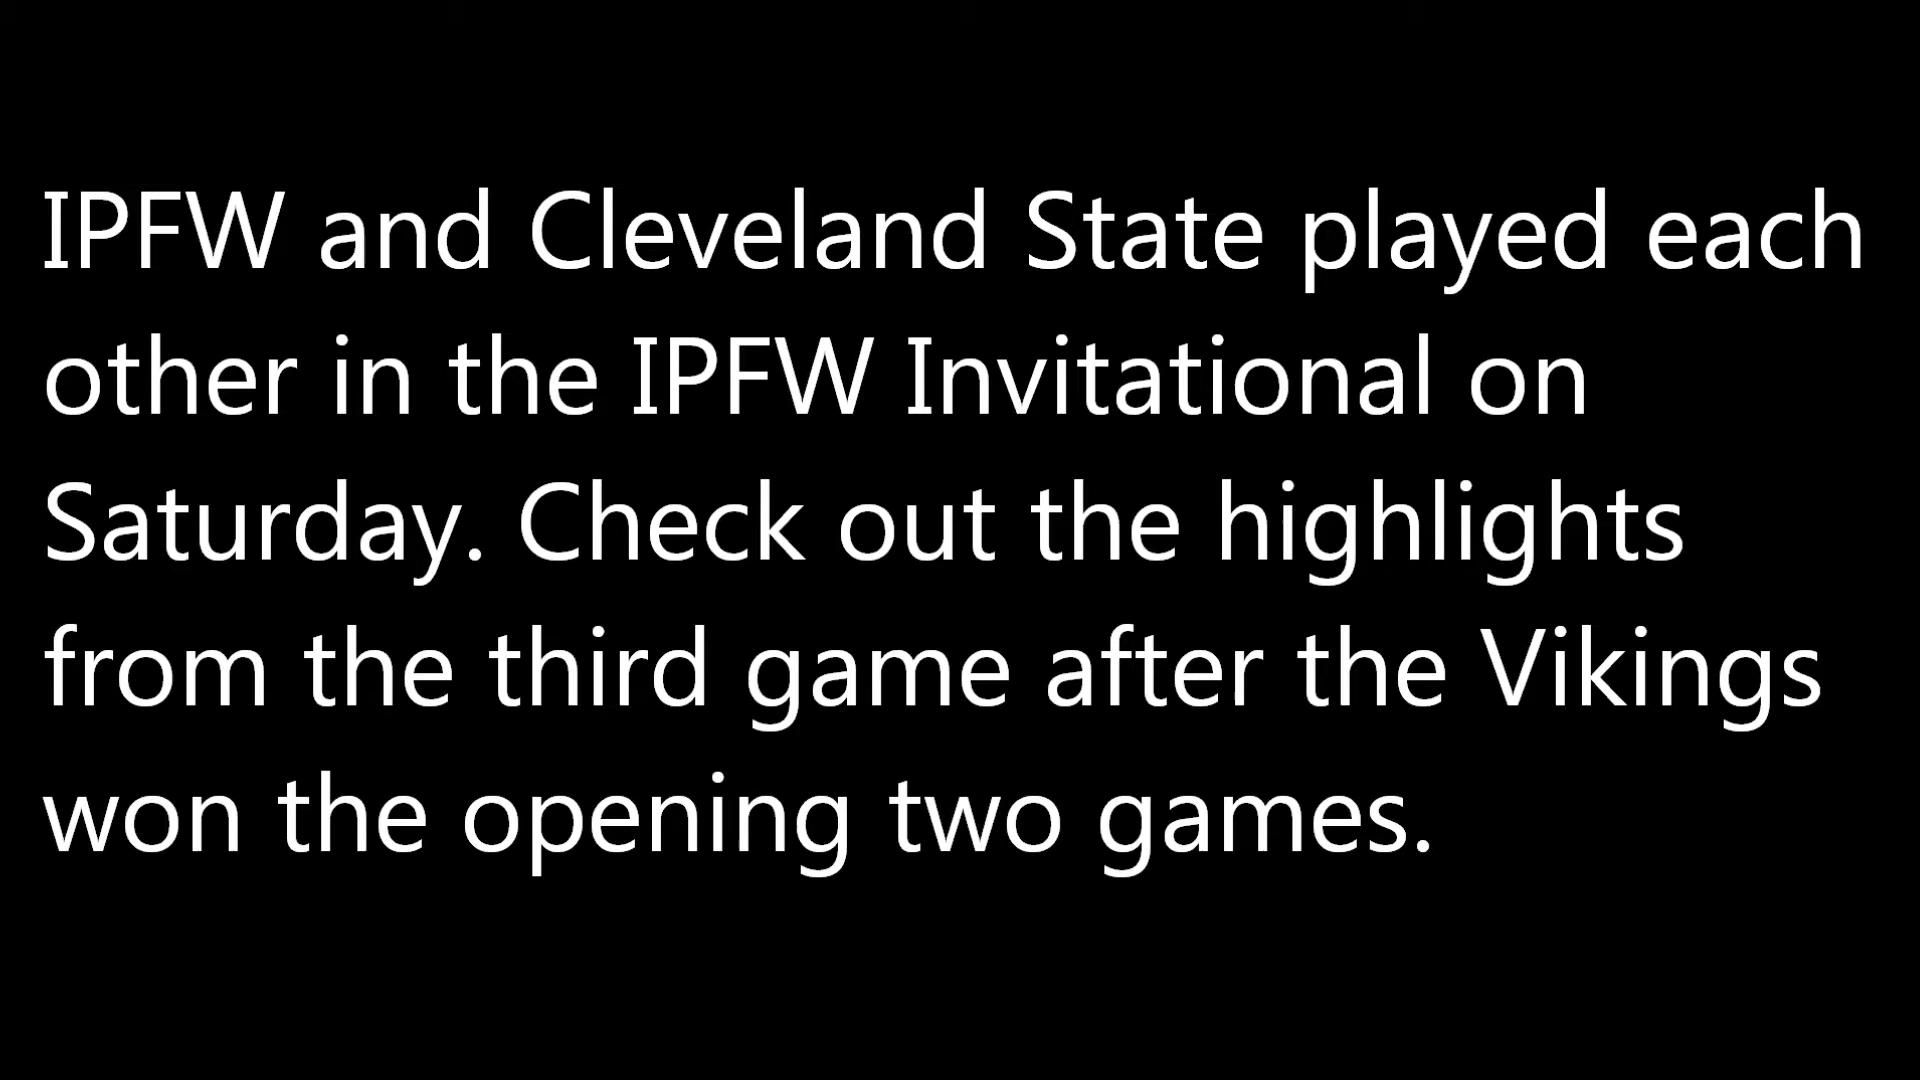 IPFW and Cleveland State played each
other in the IPFW Invitational on
Saturday. Check out the highlights
from the third game after the Vikings
won the opening two games.